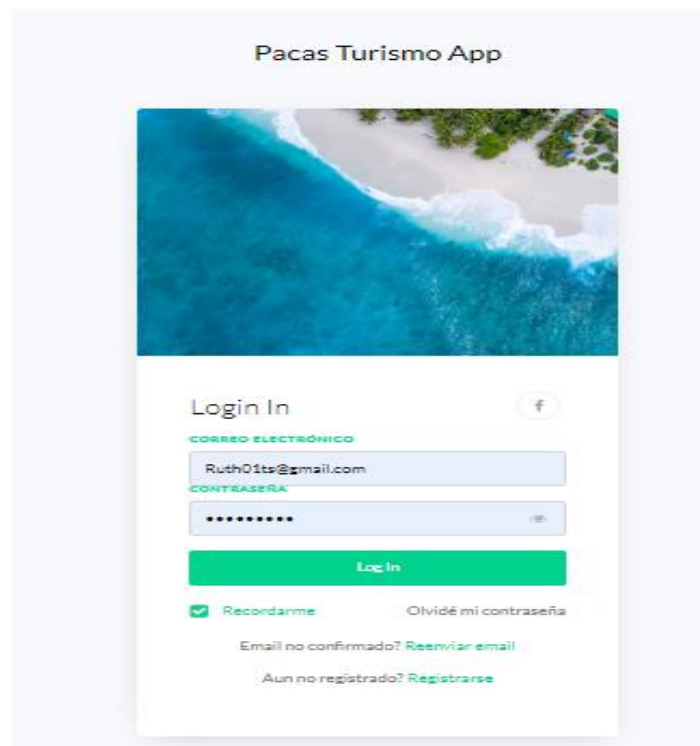 Pacas Turismo App
Login In
f
CORREO ELECTRÓNICO
Ruth01ts@gmail.com
CONTRASEÑA
•••••••••
Log In
Recordarme Olvidé mi contraseña
Email no confirmado? Reenviar email
Aun no registrado? Registrarse